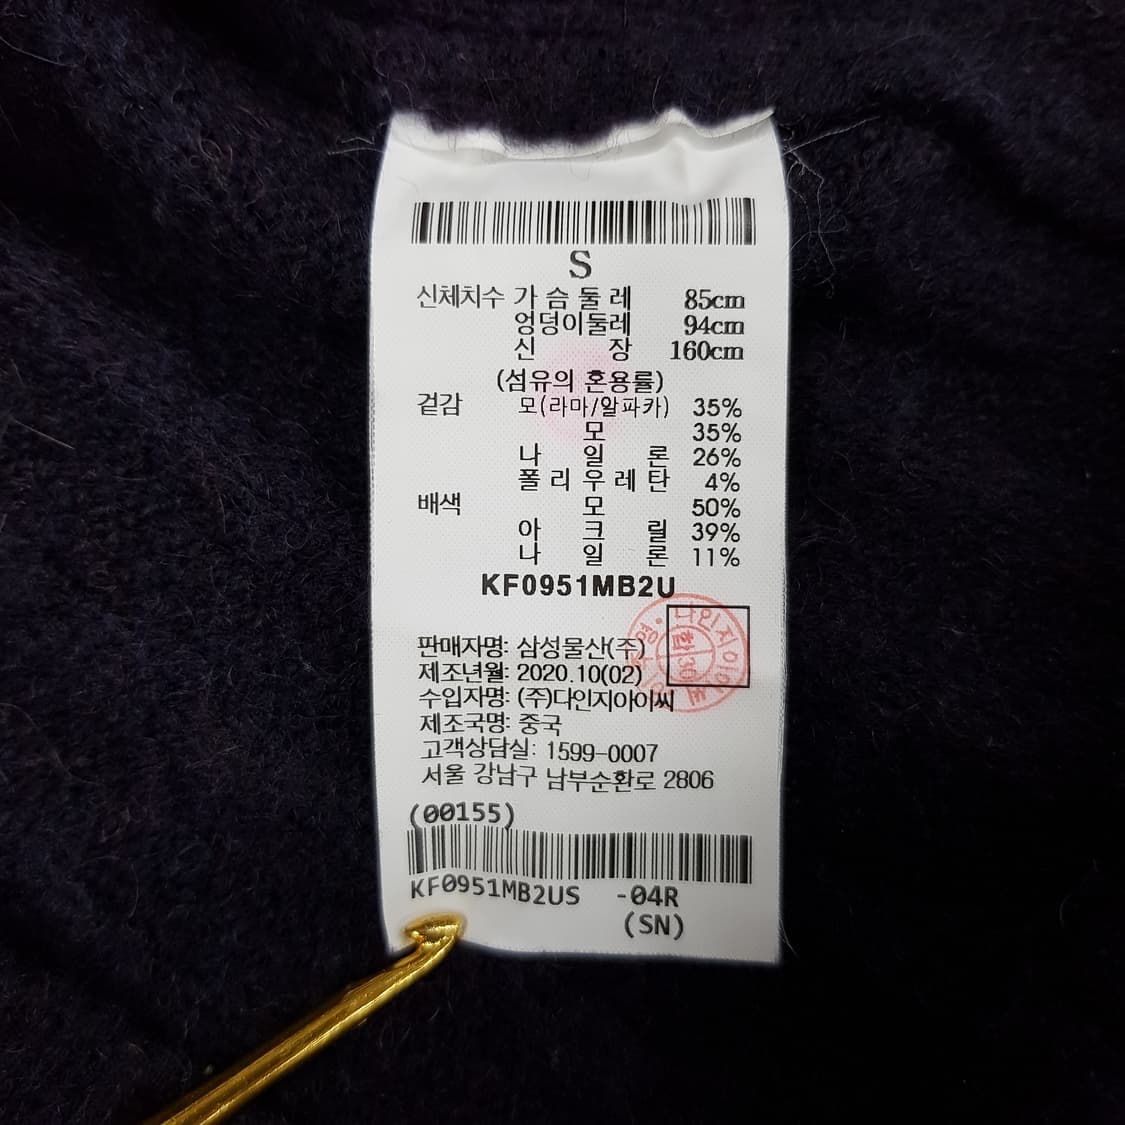 S
신체치수 가슴둘레 85cm
엉덩이둘레 94cm
신장 160cm
(섬유의 혼용률)
겉감 모(라마/알파카) 35%
모 35%
나일론 26%
폴리우레탄 4%
배색 모 50%
아크릴 39%
나일론 11%
KF0951MB2U
판매자명: 삼성물산(주)
제조년월: 2020.10(02)
수입자명: (주)다인지아이씨
제조국명: 중국
고객상담실: 1599-0007
서울 강남구 남부순환로 2806
(00155)
KF0951MB2US -04R
(SN)